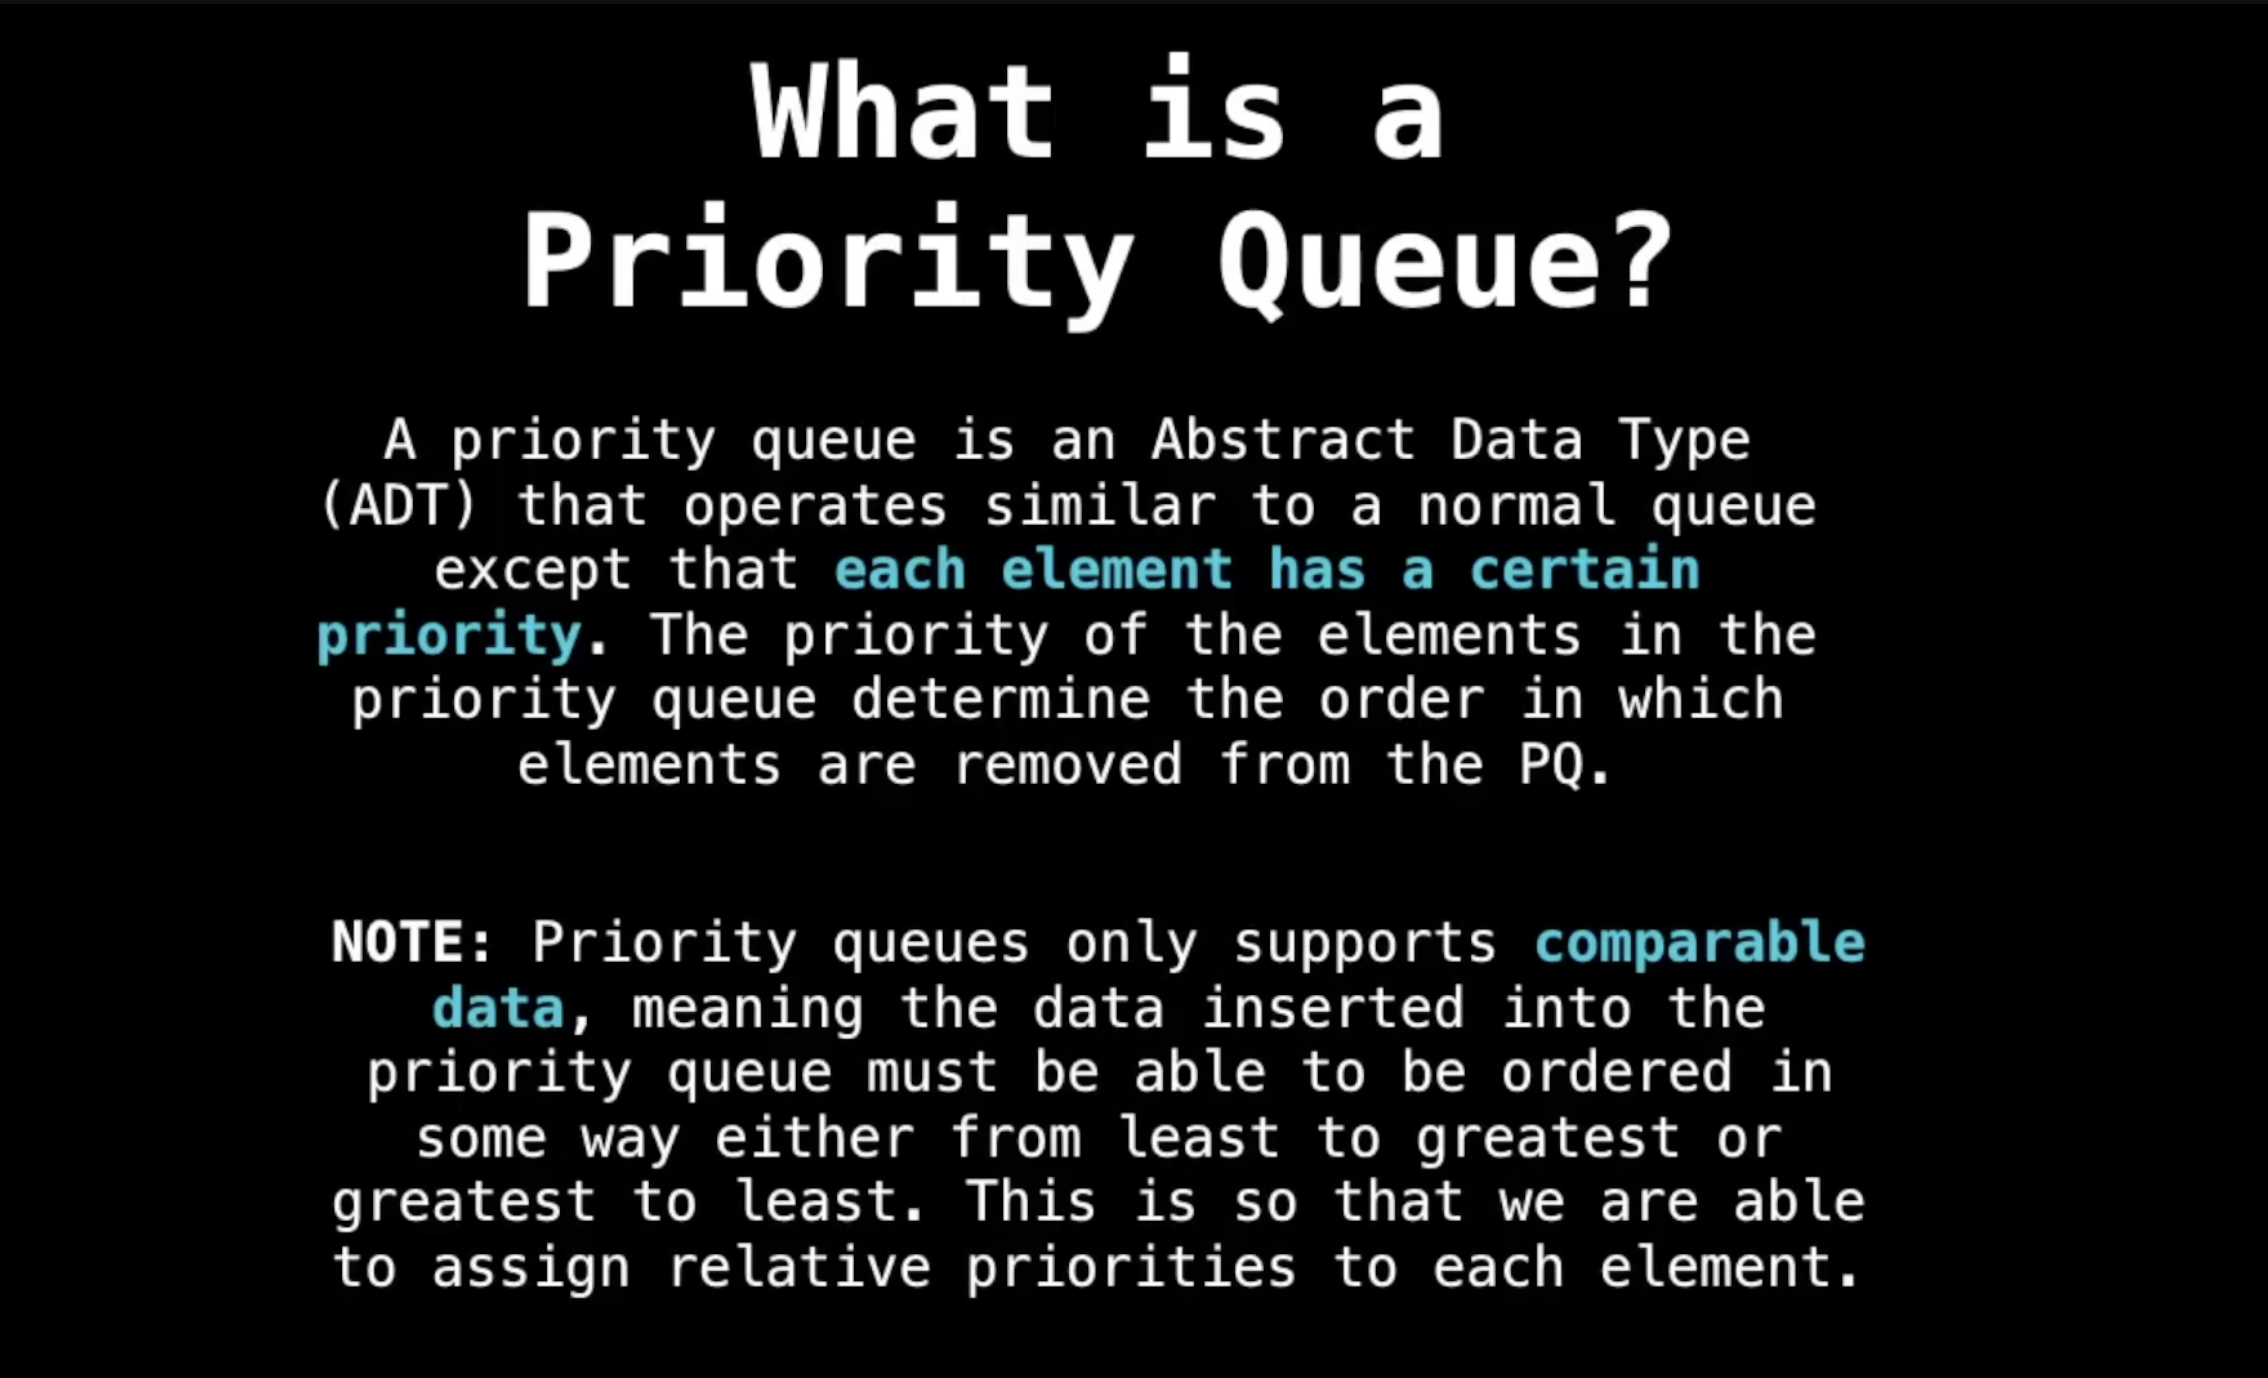 What is a
Priority Queue?
A priority queue is an Abstract Data Type
(ADT) that operates similar to a normal queue
except that each element has a certain
priority. The priority of the elements in the
priority queue determine the order in which
elements are removed from the PQ.
NOTE: Priority queues only supports comparable
data, meaning the data inserted into the
priority queue must be able to be ordered in
some way either from least to greatest or
greatest to least. This is so that we are able
to assign relative priorities to each element.